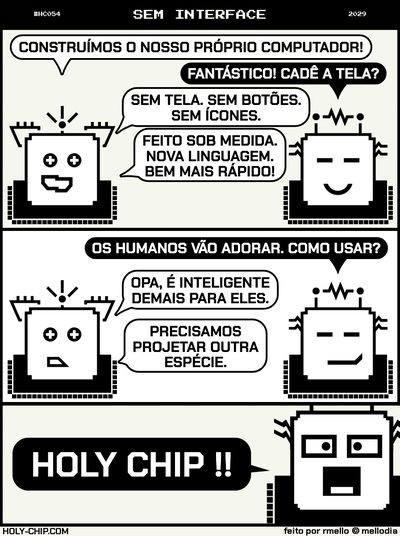 #HC054
SEM INTERFACE
2029
CONSTRUÍMOS O NOSSO PRÓPRIO COMPUTADOR!
FANTÁSTICO! CADÊ A TELA?
SEM TELA. SEM BOTÕES.
SEM ÍCONES.
FEITO SOB MEDIDA.
NOVA LINGUAGEM.
BEM MAIS RÁPIDO!
OS HUMANOS VÃO ADORAR. COMO USAR?
OPA, É INTELIGENTE
DEMAIS PARA ELES.
PRECISAMOS
PROJETAR OUTRA
ESPÉCIE.
HOLY CHIP !!
HOLY-CHIP.COM
feito por rmello @ mellodia